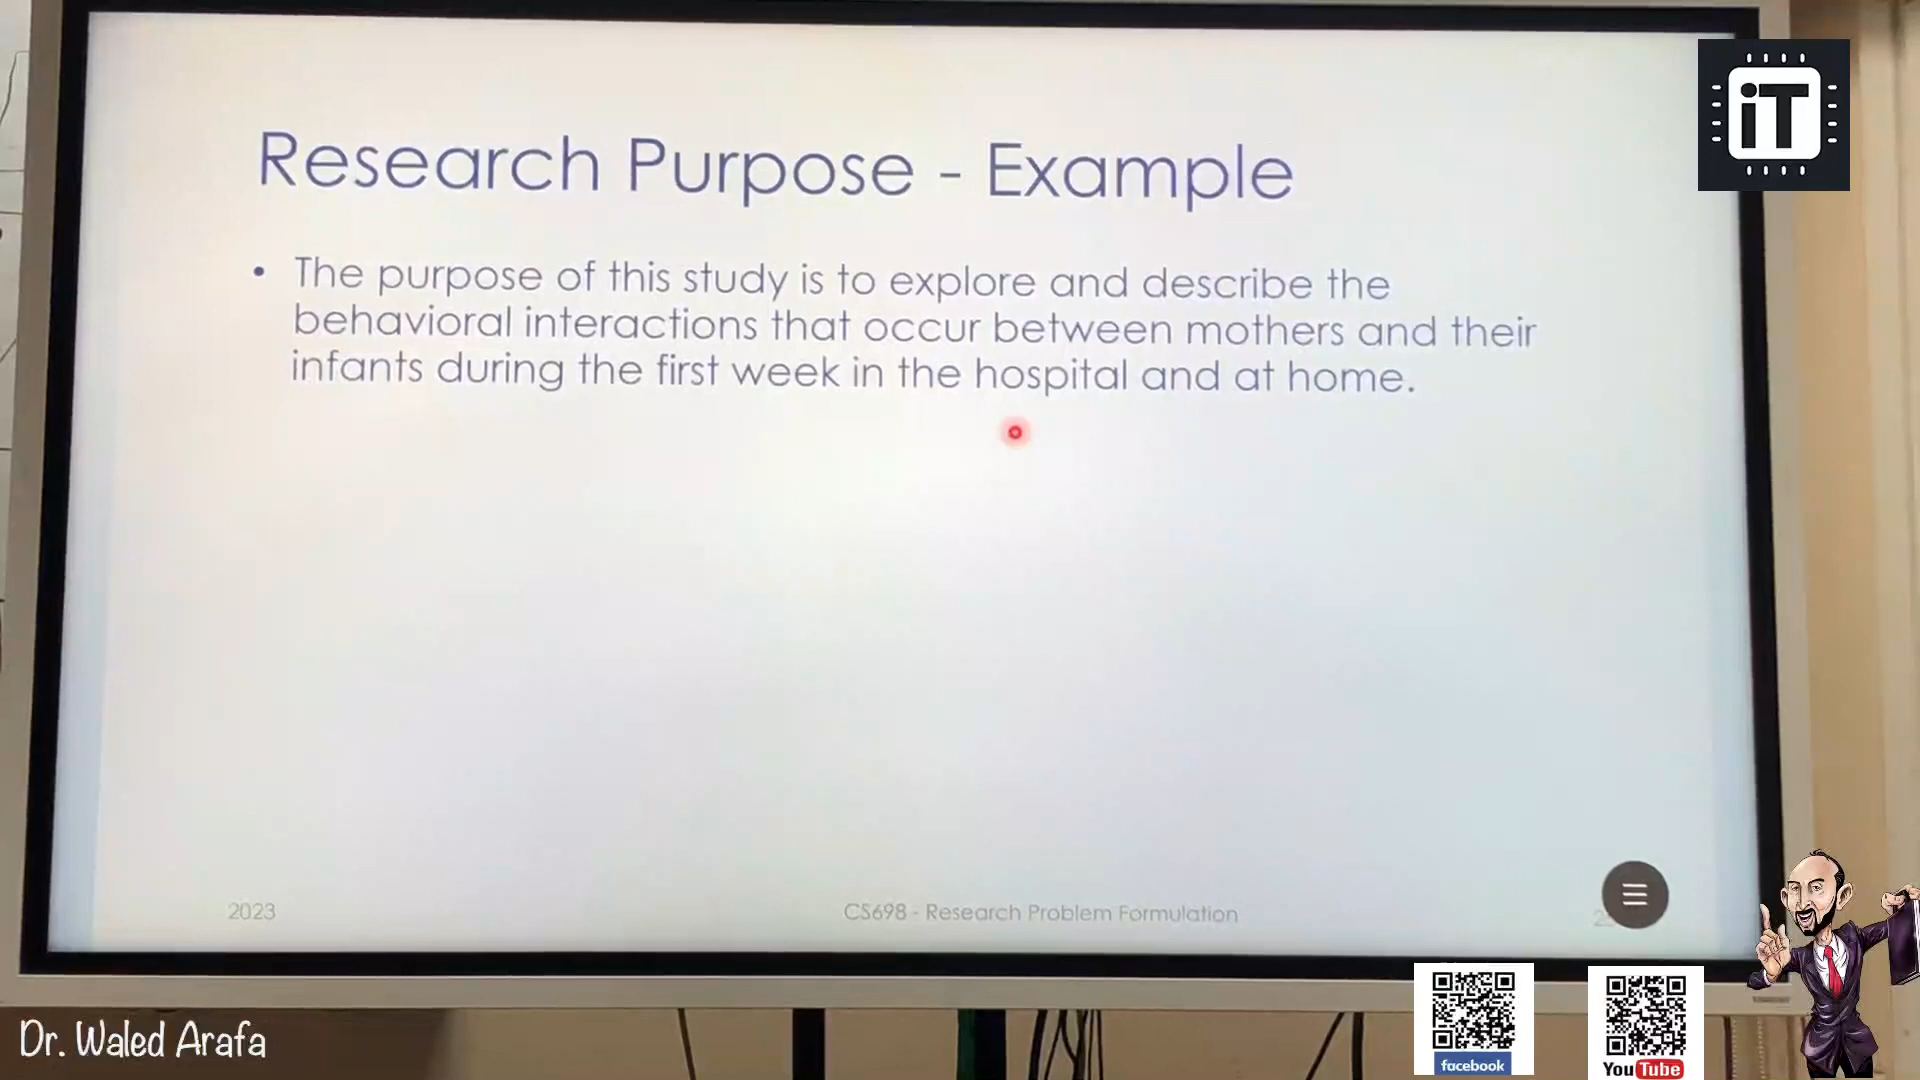 iT
Research Purpose - Example
• The purpose of this study is to explore and describe the
behavioral interactions that occur between mothers and their
infants during the first week in the hospital and at home.
2023
CS698 - Research Problem Formulation
Dr. Waled Arafa
facebook
YouTube